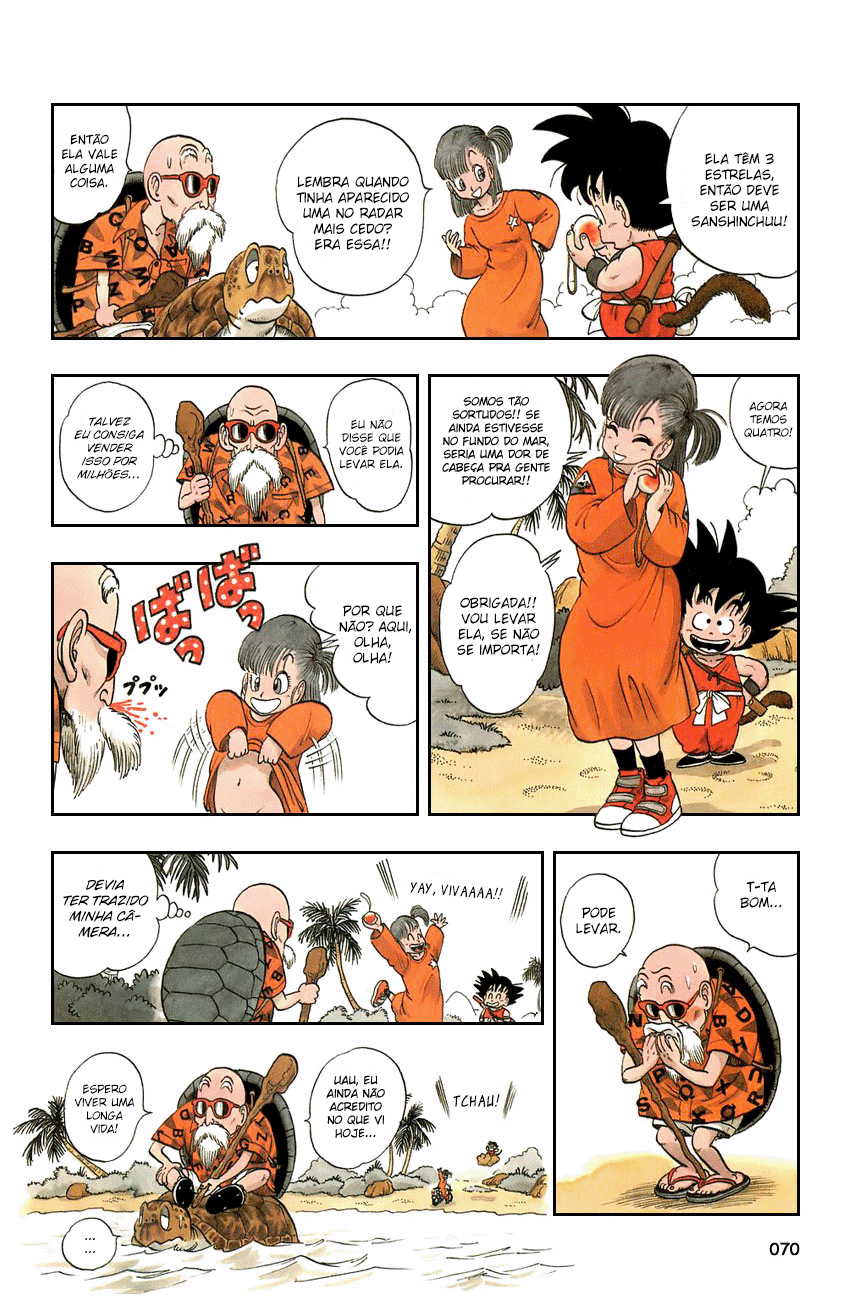 ENTÃO
ELA VALE
ALGUMA
COISA.
LEMBRA QUANDO
TINHA APARECIDO
UMA NO RADAR
MAIS CEDO?
ERA ESSA!!
ELA TÊM 3
ESTRELAS,
ENTÃO DEVE
SER UMA
SANSHINCHUU!
TALVEZ
EU CONSIGA
VENDER
ISSO POR
MILHÕES...
EU NÃO
DISSE QUE
VOCÊ PODIA
LEVAR ELA.
SOMOS TÃO
SORTUDOS!! SE
AINDA ESTIVESSE
NO FUNDO DO MAR,
SERIA UMA DOR DE
CABEÇA PRA GENTE
PROCURAR!!
AGORA
TEMOS
QUATRO!
OBRIGADA!!
VOU LEVAR
ELA, SE NÃO
SE IMPORTA!
ばっ
ばっ
ププッ
POR QUE
NÃO? AQUI,
OLHA,
OLHA!
DEVIA
TER TRAZIDO
MINHA CÂ-
MERA...
YAY, VIVAAAA!!
PODE
LEVAR.
T-TA
BOM...
ESPERO
VIVER UMA
LONGA
VIDA!
UAU, EU
AINDA NÃO
ACREDITO
NO QUE VI
HOJE...
TCHAU!
...
...
070